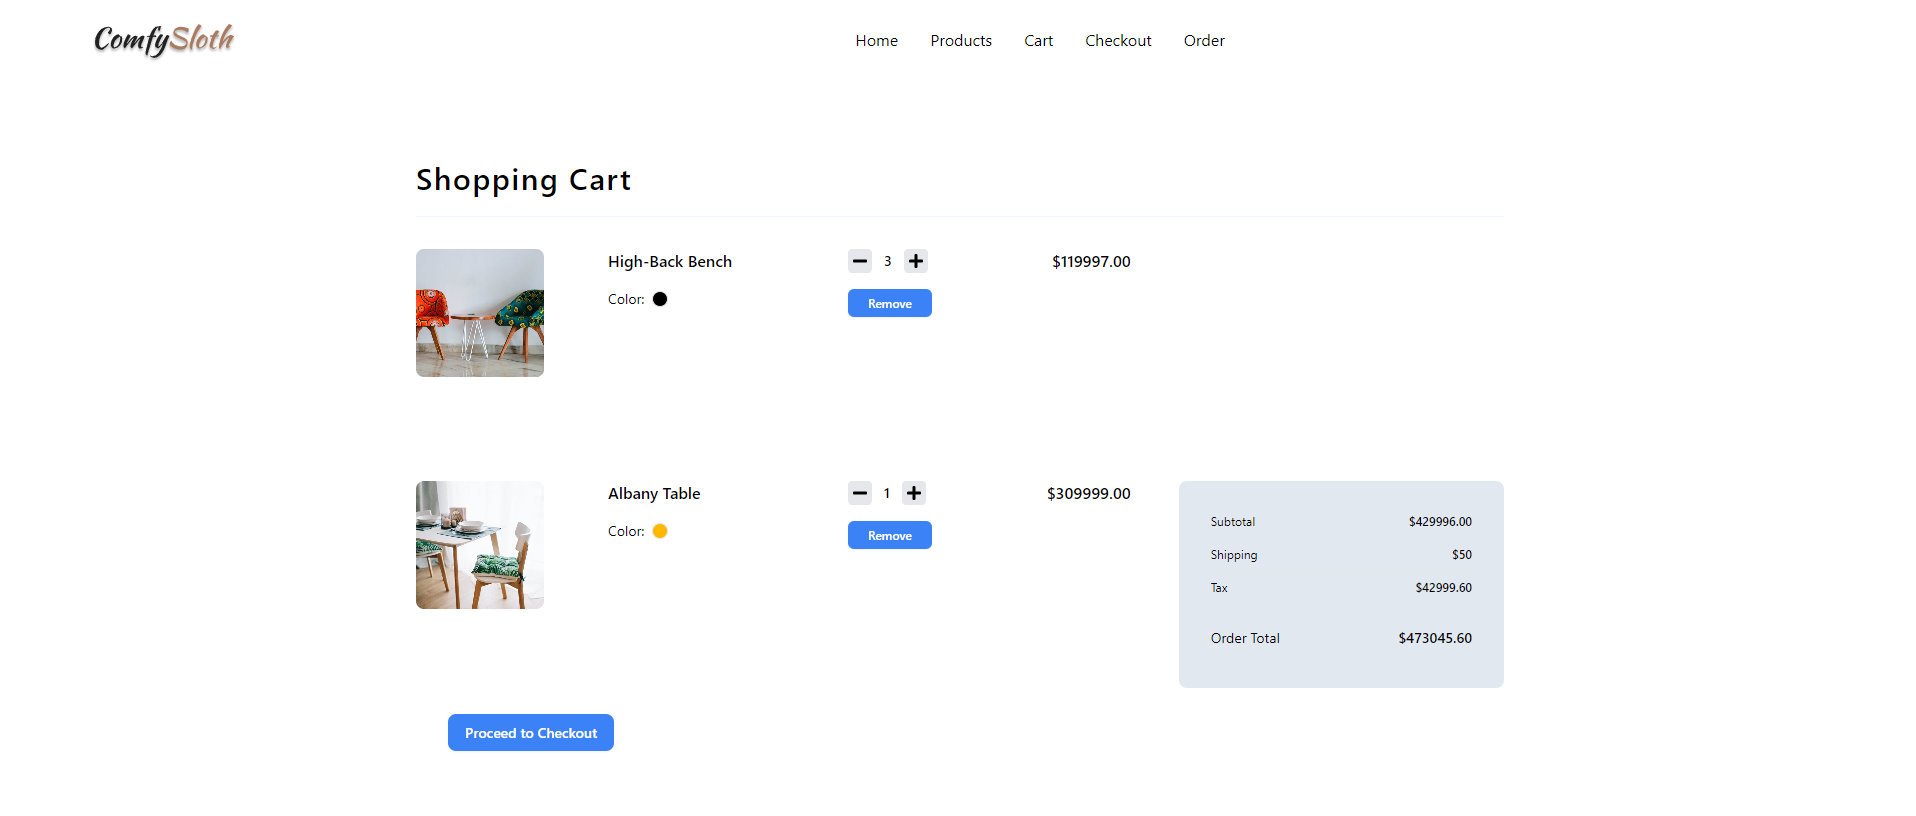 ComfySloth
Home Products Cart Checkout Order
Shopping Cart
High-Back Bench 3 $119997.00
Color:
Remove
Albany Table 1 $309999.00
Color:
Remove
Subtotal $429996.00
Shipping $50
Tax $42999.60
Order Total $473045.60
Proceed to Checkout